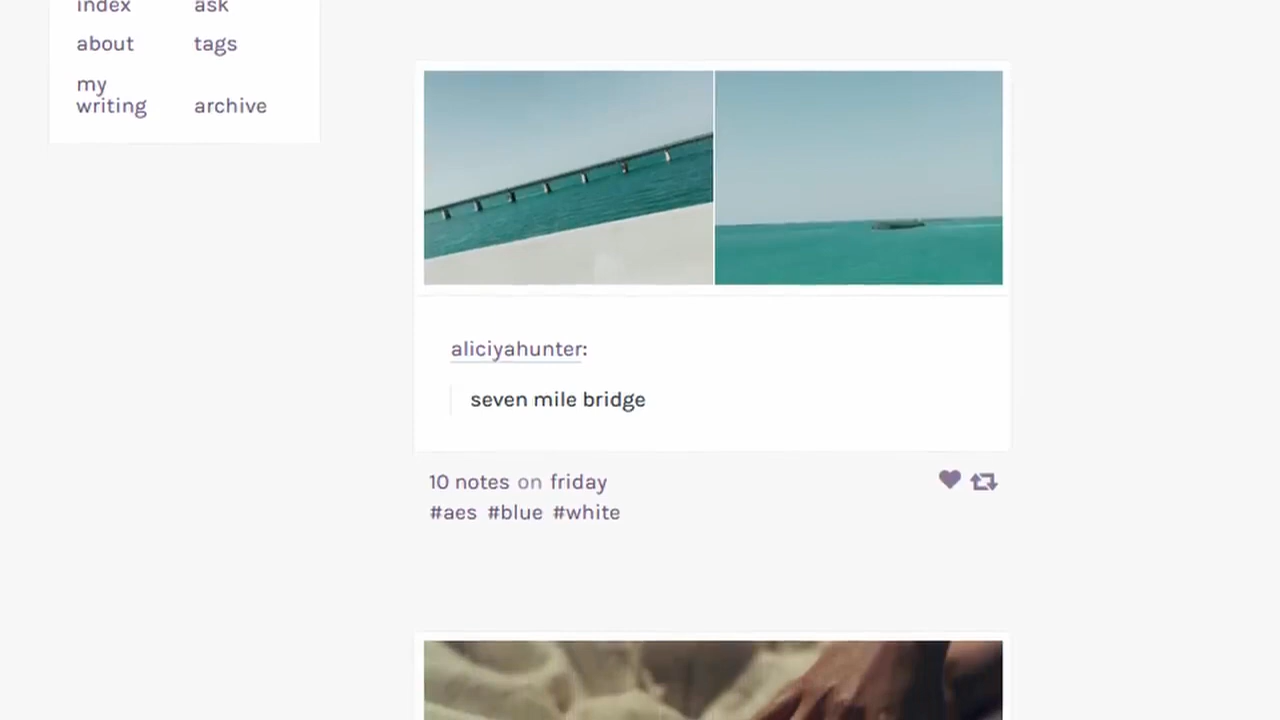 index ask
about tags
my
writing archive
aliciyahunter:
seven mile bridge
10 notes on friday
#aes #blue #white